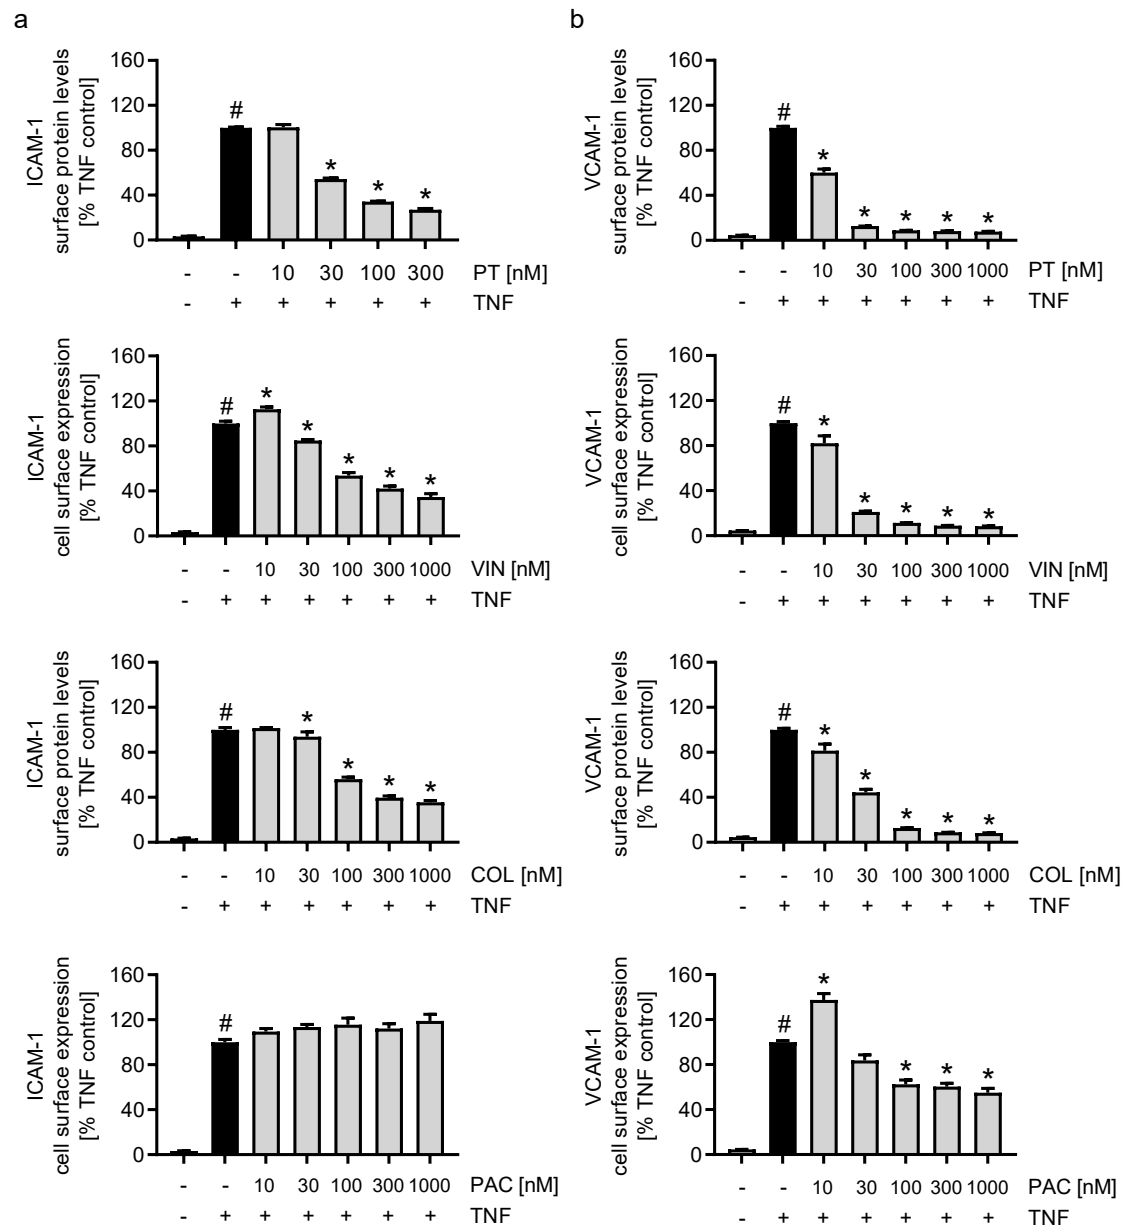 a
b
ICAM-1
surface protein levels
[% TNF control]
160
120
80
40
0
#
*
*
*
- - 10 30 100 300 PT [nM]
- + + + + + TNF
VCAM-1
surface protein levels
[% TNF control]
160
120
80
40
0
#
*
*
*
*
*
- - 10 30 100 300 1000 PT [nM]
- + + + + + + TNF
ICAM-1
cell surface expression
[% TNF control]
160
120
80
40
0
#
*
*
*
*
*
- - 10 30 100 300 1000 VIN [nM]
- + + + + + + TNF
VCAM-1
cell surface expression
[% TNF control]
160
120
80
40
0
#
*
*
*
*
*
- - 10 30 100 300 1000 VIN [nM]
- + + + + + + TNF
ICAM-1
surface protein levels
[% TNF control]
160
120
80
40
0
#
*
*
*
*
- - 10 30 100 300 1000 COL [nM]
- + + + + + + TNF
VCAM-1
surface protein levels
[% TNF control]
160
120
80
40
0
#
*
*
*
*
*
- - 10 30 100 300 1000 COL [nM]
- + + + + + + TNF
ICAM-1
cell surface expression
[% TNF control]
160
120
80
40
0
#
- - 10 30 100 300 1000 PAC [nM]
- + + + + + + TNF
VCAM-1
cell surface expression
[% TNF control]
160
120
80
40
0
#
*
*
*
*
- - 10 30 100 300 1000 PAC [nM]
- + + + + + + TNF